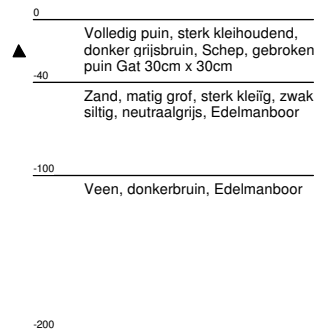 0
Volledig puin, sterk kleihoudend,
donker grijsbruin, Schep, gebroken
puin Gat 30cm x 30cm
-40
Zand, matig grof, sterk kleiïg, zwak
siltig, neutraalgrijs, Edelmanboor
-100
Veen, donkerbruin, Edelmanboor
-200